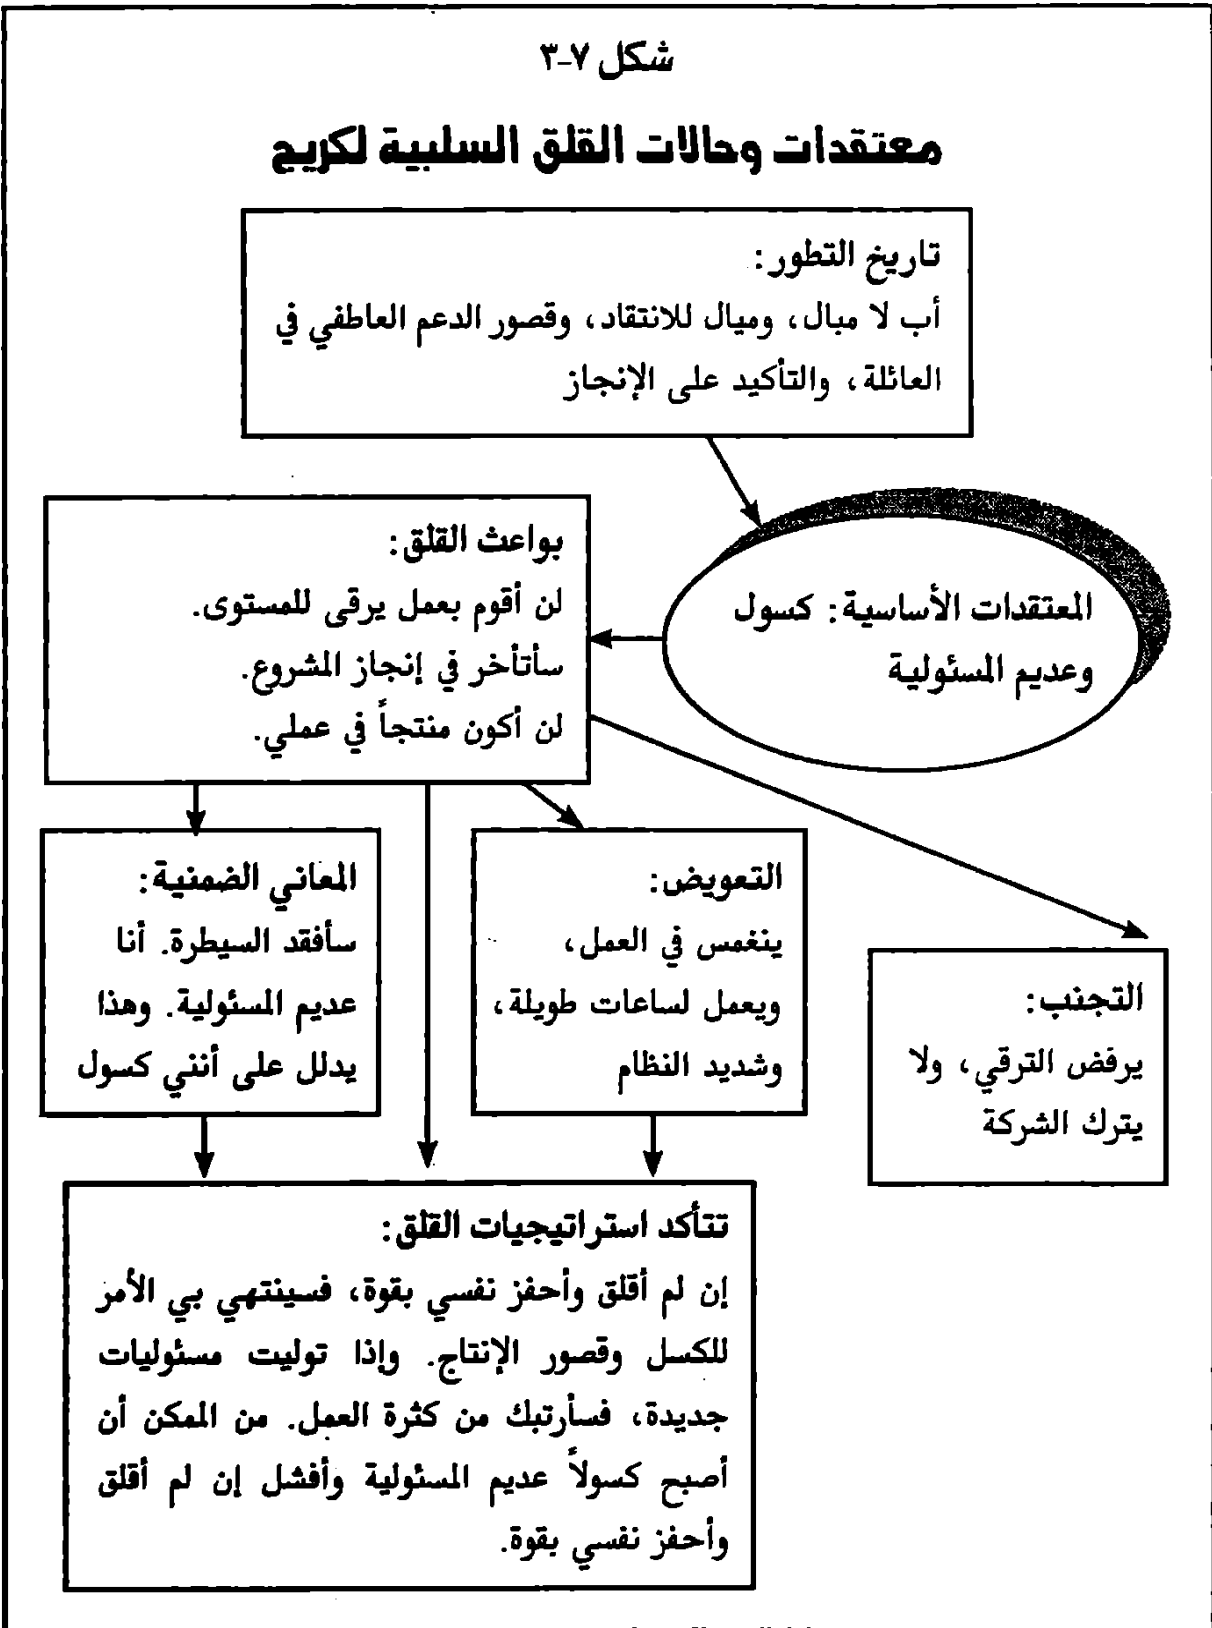 شكل ٧-٣
معتقدات وحالات القلق السلبية لكريج
تاريخ التطور:
أب لا مبال، وميال للانتقاد، وقصور الدعم العاطفي في
العائلة، والتأكيد على الإنجاز
المعتقدات الأساسية: كسول
وعديم المسئولية
بواعث القلق:
لن أقوم بعمل يرقى للمستوى.
سأتأخر في إنجاز المشروع.
لن أكون منتجاً في عملي.
التجنب:
يرفض الترقي، ولا
يترك الشركة
التعويض:
ينغمس في العمل،
ويعمل لساعات طويلة،
وشديد النظام
المعاني الضمنية:
سأفقد السيطرة. أنا
عديم المسئولية. وهذا
يدلل على أنني كسول
تتأكد استراتيجيات القلق:
إن لم أقلق وأحفز نفسي بقوة، فسينتهي بي الأمر
للكسل وقصور الإنتاج. وإذا توليت مسئوليات
جديدة، فسأرتبك من كثرة العمل. من الممكن أن
أصبح كسولاً عديم المسئولية وأفشل إن لم أقلق
وأحفز نفسي بقوة.